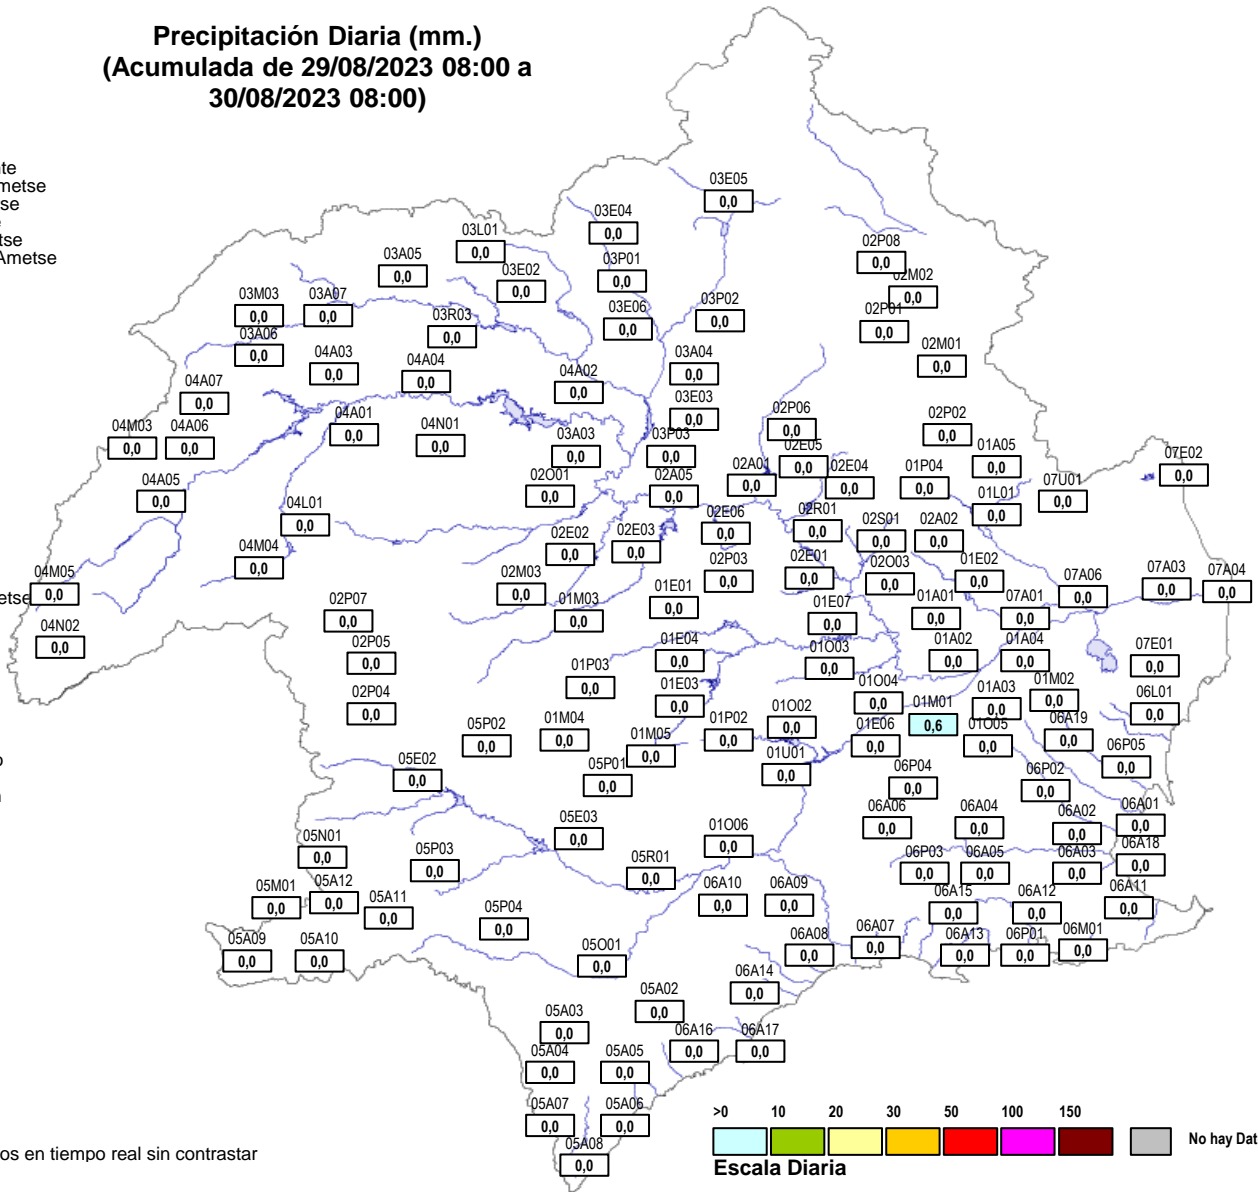 Precipitación Diaria (mm.)
(Acumulada de 29/08/2023 08:00 a
30/08/2023 08:00)
03E05
0,0
03E04
0,0
03L01
0,0
03A05
0,0
03E02
0,0
03P01
0,0
02P08
0,0
02M02
0,0
03M03
0,0
03A07
0,0
03R03
0,0
03E06
0,0
03P02
0,0
02P01
0,0
03A06
0,0
04A03
0,0
04A04
0,0
04A02
0,0
03A04
0,0
02M01
0,0
04A07
0,0
03E03
0,0
04M03
0,0
04A06
0,0
04A01
0,0
04N01
0,0
03A03
0,0
03P03
0,0
02P06
0,0
02E05
0,0
02P02
0,0
01A05
0,0
07E02
0,0
04A05
0,0
02O01
0,0
02A05
0,0
02A01
0,0
02E04
0,0
01P04
0,0
01L01
0,0
07U01
0,0
04L01
0,0
02E02
0,0
02E03
0,0
02E06
0,0
02R01
0,0
02S01
0,0
02A02
0,0
04M04
0,0
04M05
0,0
02M03
0,0
01M03
0,0
01E01
0,0
02P03
0,0
02E01
0,0
02O03
0,0
01E02
0,0
07A06
0,0
07A03
0,0
07A04
0,0
04N02
0,0
02P07
0,0
01E07
0,0
01A01
0,0
07A01
0,0
02P05
0,0
01E04
0,0
01O03
0,0
01A02
0,0
01A04
0,0
07E01
0,0
02P04
0,0
01P03
0,0
01E03
0,0
01O04
0,0
01M01
0,6
01A03
0,0
01M02
0,0
06L01
0,0
05P02
0,0
01M04
0,0
01M05
0,0
01P02
0,0
01O02
0,0
01E06
0,0
01O05
0,0
06A19
0,0
06P05
0,0
05E02
0,0
05P01
0,0
01U01
0,0
06P04
0,0
06P02
0,0
05E03
0,0
01O06
0,0
06A06
0,0
06A04
0,0
06A02
0,0
06A01
0,0
05N01
0,0
05P03
0,0
05R01
0,0
06P03
0,0
06A05
0,0
06A03
0,0
06A18
0,0
05M01
0,0
05A12
0,0
05A11
0,0
05P04
0,0
06A10
0,0
06A09
0,0
06A15
0,0
06A12
0,0
06A11
0,0
05A09
0,0
05A10
0,0
05O01
0,0
06A08
0,0
06A07
0,0
06A13
0,0
06P01
0,0
06M01
0,0
05A03
0,0
05A02
0,0
06A14
0,0
05A04
0,0
05A05
0,0
06A16
0,0
06A17
0,0
05A07
0,0
05A06
0,0
05A08
0,0
>0 10 20 30 50 100 150
No hay Dat
Escala Diaria
os en tiempo real sin contrastar